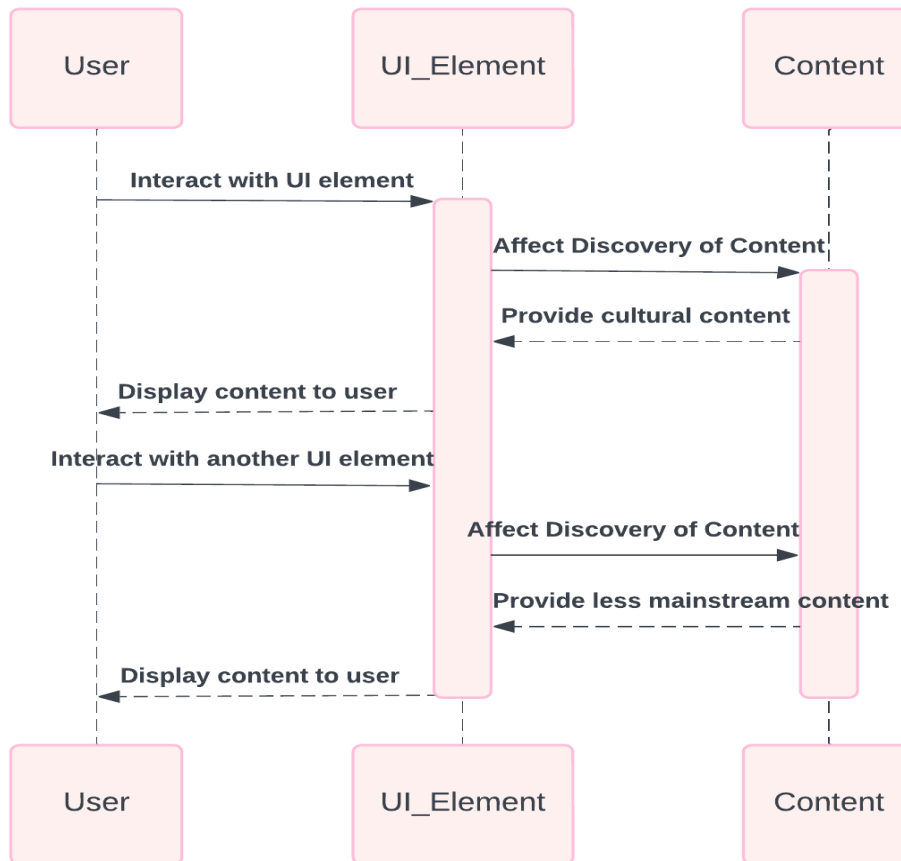 User
UI_Element
Content
Interact with UI element
Affect Discovery of Content
Provide cultural content
Display content to user
Interact with another UI element
Affect Discovery of Content
Provide less mainstream content
Display content to user
User
UI_Element
Content